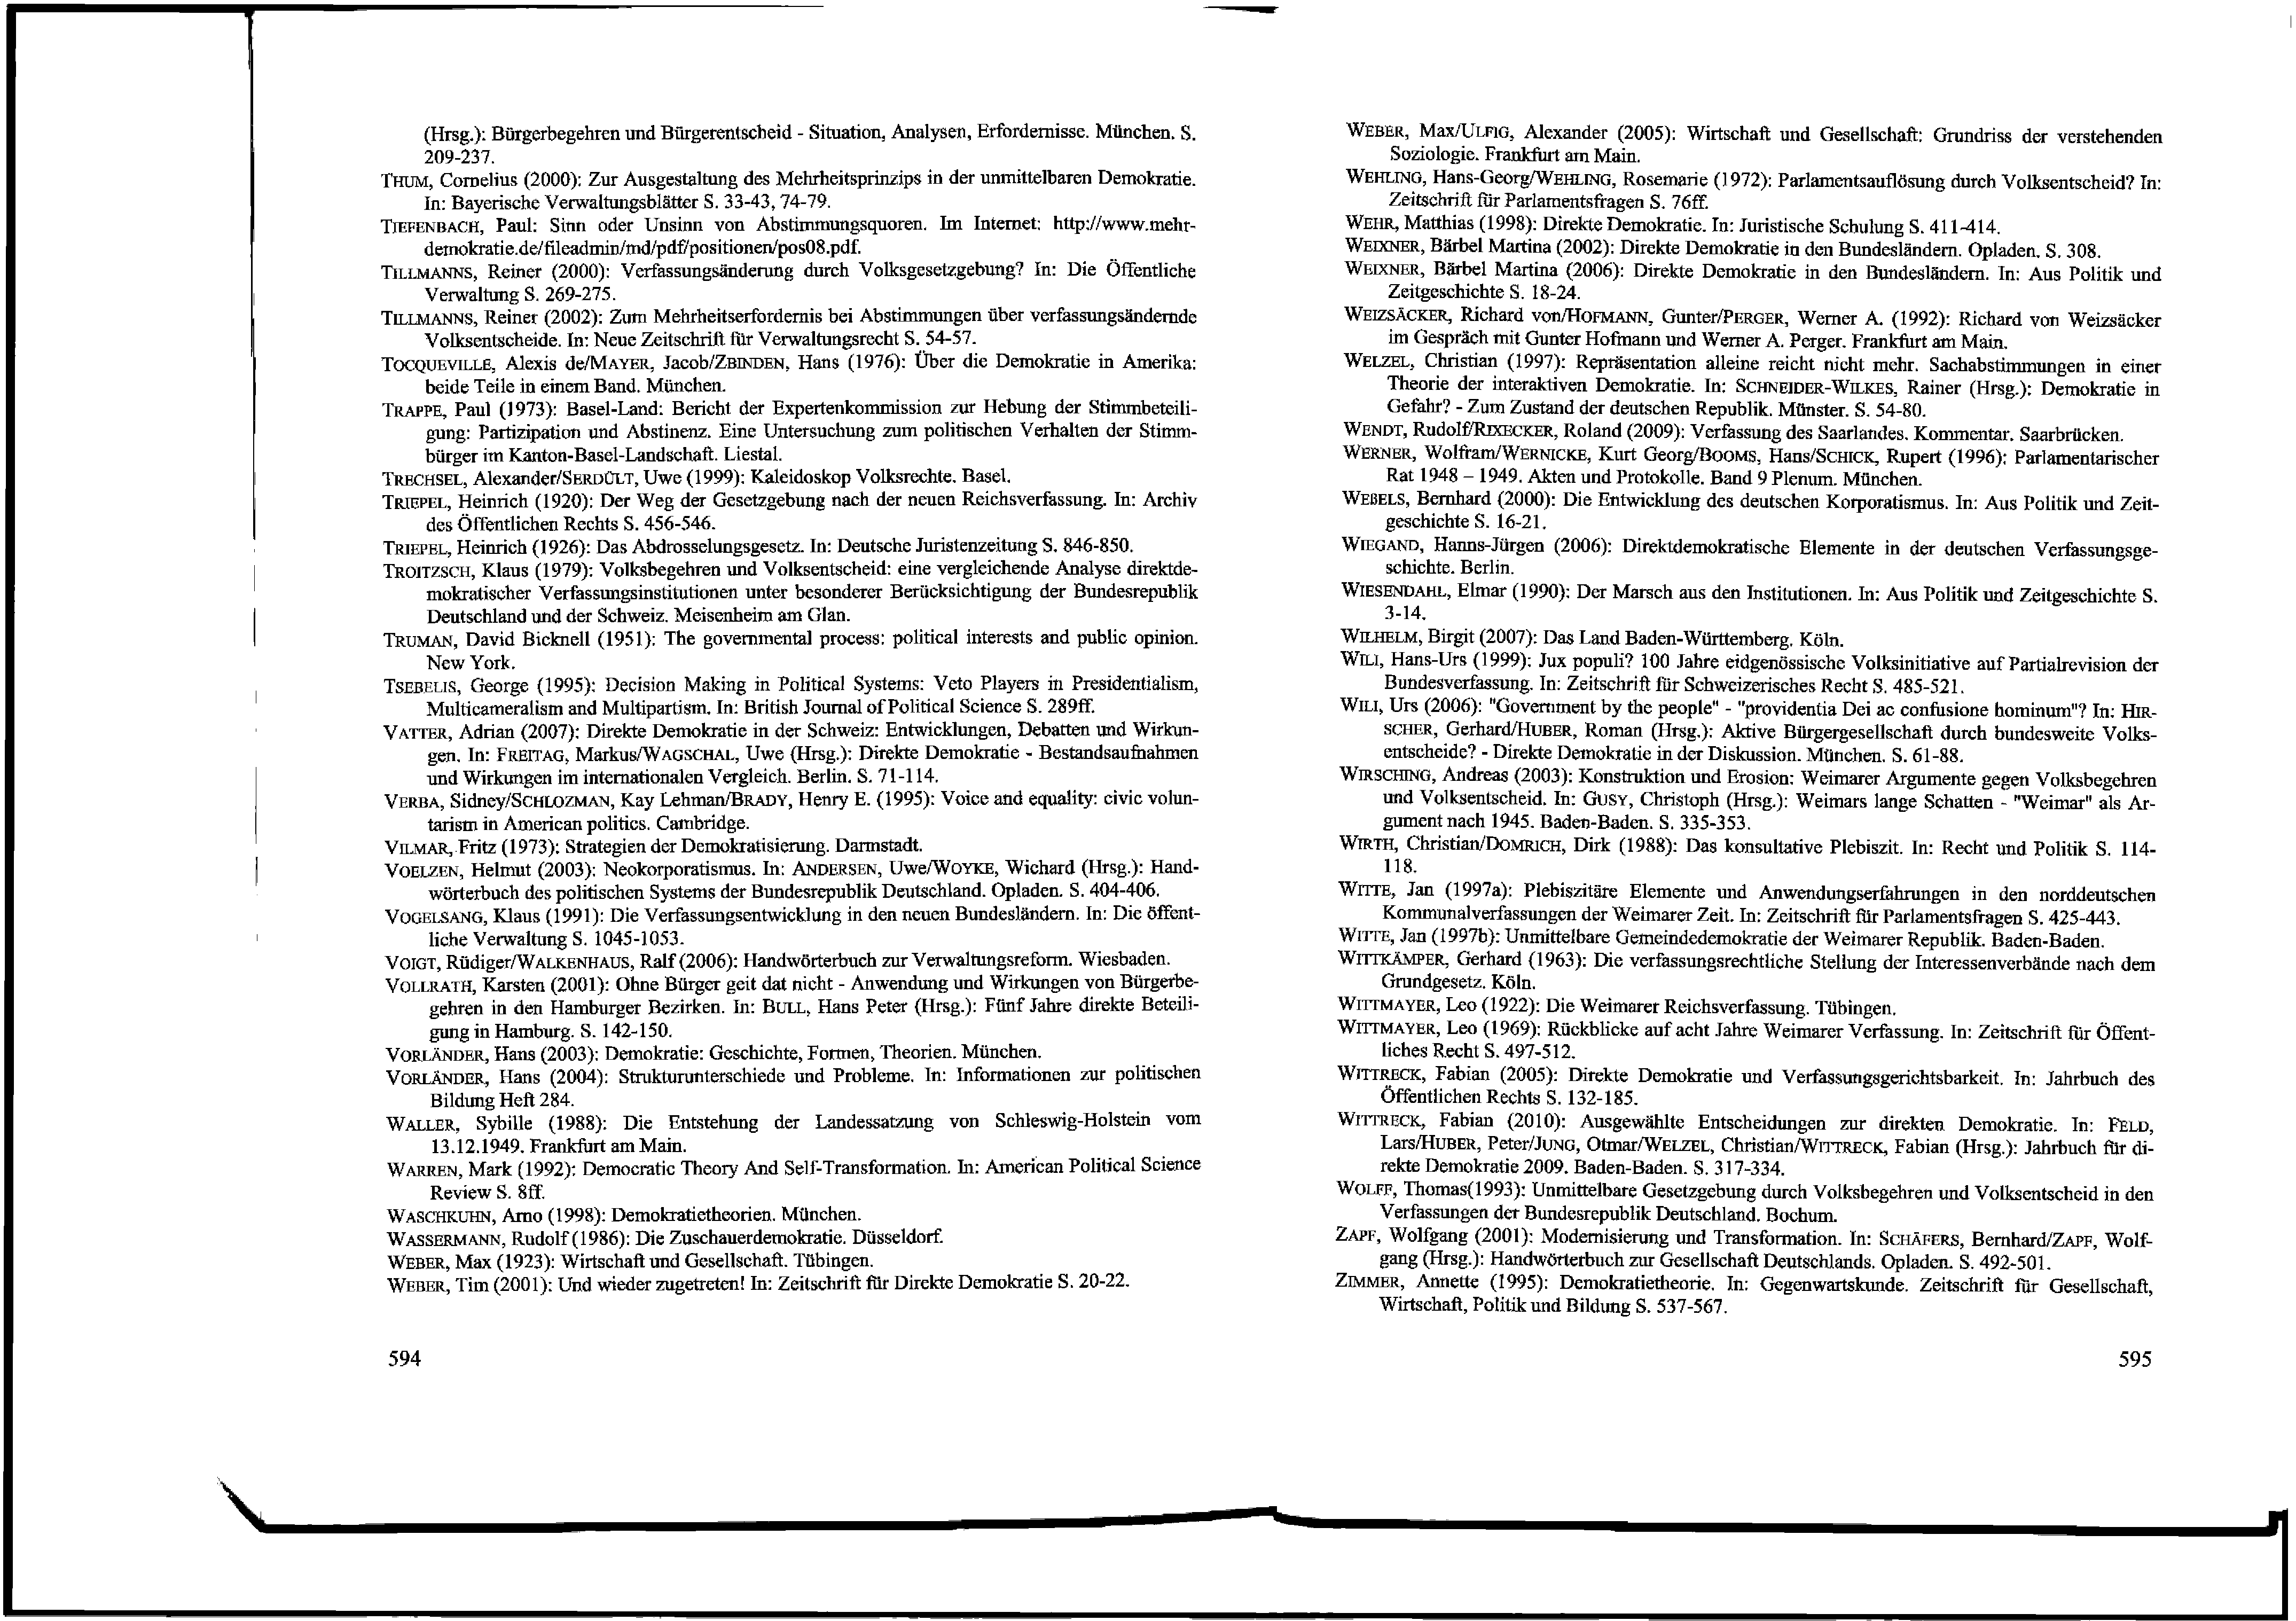 (Hrsg.): Bürgerbegehren und Bürgerentscheid - Situation, Analysen, Erfordernisse. München. S.
209-237.
THUM, Cornelius (2000): Zur Ausgestaltung des Mehrheitsprinzips in der unmittelbaren Demokratie.
In: Bayerische Verwaltungsblätter S. 33-43, 74-79.
TIEFENBACH, Paul: Sinn oder Unsinn von Abstimmungsquoren. Im Internet: http://www.mehr-
demokratie.de/fileadmin/md/pdf/positionen/pos08.pdf.
TILLMANNS, Reiner (2000): Verfassungsänderung durch Volksgesetzgebung? In: Die Öffentliche
Verwaltung S. 269-275.
TILLMANNS, Reiner (2002): Zum Mehrheitserfordernis bei Abstimmungen über verfassungsändernde
Volksentscheide. In: Neue Zeitschrift für Verwaltungsrecht S. 54-57.
TOCQUEVILLE, Alexis de/MAYER, Jacob/ZBINDEN, Hans (1976): Über die Demokratie in Amerika:
beide Teile in einem Band. München.
TRAPPE, Paul (1973): Basel-Land: Bericht der Expertenkommission zur Hebung der Stimmbeteili-
gung: Partizipation und Abstinenz. Eine Untersuchung zum politischen Verhalten der Stimm-
bürger im Kanton-Basel-Landschaft. Liestal.
TRECHSEL, Alexander/SERDÜLT, Uwe (1999): Kaleidoskop Volksrechte. Basel.
TRIEPEL, Heinrich (1920): Der Weg der Gesetzgebung nach der neuen Reichsverfassung. In: Archiv
des Öffentlichen Rechts S. 456-546.
TRIEPEL, Heinrich (1926): Das Abdrosselungsgesetz. In: Deutsche Juristenzeitung S. 846-850.
TROITZSCH, Klaus (1979): Volksbegehren und Volksentscheid: eine vergleichende Analyse direktde-
mokratischer Verfassungsinstitutionen unter besonderer Berücksichtigung der Bundesrepublik
Deutschland und der Schweiz. Meisenheim am Glan.
TRUMAN, David Bicknell (1951): The governmental process: political interests and public opinion.
New York.
TSEBELIS, George (1995): Decision Making in Political Systems: Veto Players in Presidentialism,
Multicameralism and Multipartism. In: British Journal of Political Science S. 289ff.
VATTER, Adrian (2007): Direkte Demokratie in der Schweiz: Entwicklungen, Debatten und Wirkun-
gen. In: FREITAG, Markus/WAGSCHAL, Uwe (Hrsg.): Direkte Demokratie - Bestandsaufnahmen
und Wirkungen im internationalen Vergleich. Berlin. S. 71-114.
VERBA, Sidney/SCHLOZMAN, Kay Lehman/BRADY, Henry E. (1995): Voice and equality: civic volun-
tarism in American politics. Cambridge.
VILMAR, Fritz (1973): Strategien der Demokratisierung. Darmstadt.
VOELZEN, Helmut (2003): Neokorporatismus. In: ANDERSEN, Uwe/WOYKE, Wichard (Hrsg.): Hand-
wörterbuch des politischen Systems der Bundesrepublik Deutschland. Opladen. S. 404-406.
VOGELSANG, Klaus (1991): Die Verfassungsentwicklung in den neuen Bundesländern. In: Die öffent-
liche Verwaltung S. 1045-1053.
VOIGT, Rüdiger/WALKENHAUS, Ralf (2006): Handwörterbuch zur Verwaltungsreform. Wiesbaden.
VOLLRATH, Karsten (2001): Ohne Bürger geit dat nicht - Anwendung und Wirkungen von Bürgerbe-
gehren in den Hamburger Bezirken. In: BULL, Hans Peter (Hrsg.): Fünf Jahre direkte Beteili-
gung in Hamburg. S. 142-150.
VORLÄNDER, Hans (2003): Demokratie: Geschichte, Formen, Theorien. München.
VORLÄNDER, Hans (2004): Strukturunterschiede und Probleme. In: Informationen zur politischen
Bildung Heft 284.
WALLER, Sybille (1988): Die Entstehung der Landessatzung von Schleswig-Holstein vom
13.12.1949. Frankfurt am Main.
WARREN, Mark (1992): Democratic Theory And Self-Transformation. In: American Political Science
Review S. 8ff.
WASCHKUHN, Arno (1998): Demokratietheorien. München.
WASSERMANN, Rudolf (1986): Die Zuschauerdemokratie. Düsseldorf.
WEBER, Max (1923): Wirtschaft und Gesellschaft. Tübingen.
WEBER, Tim (2001): Und wieder zugetreten! In: Zeitschrift für Direkte Demokratie S. 20-22.
594
WEBER, Max/ULFIG, Alexander (2005): Wirtschaft und Gesellschaft: Grundriss der verstehenden
Soziologie. Frankfurt am Main.
WEHLING, Hans-Georg/WEHLING, Rosemarie (1972): Parlamentsauflösung durch Volksentscheid? In:
Zeitschrift für Parlamentsfragen S. 76ff.
WEHR, Matthias (1998): Direkte Demokratie. In: Juristische Schulung S. 411-414.
WEIXNER, Bärbel Martina (2002): Direkte Demokratie in den Bundesländern. Opladen. S. 308.
WEIXNER, Bärbel Martina (2006): Direkte Demokratie in den Bundesländern. In: Aus Politik und
Zeitgeschichte S. 18-24.
WEIZSÄCKER, Richard von/HOFMANN, Gunter/PERGER, Werner A. (1992): Richard von Weizsäcker
im Gespräch mit Gunter Hofmann und Werner A. Perger. Frankfurt am Main.
WELZEL, Christian (1997): Repräsentation alleine reicht nicht mehr. Sachabstimmungen in einer
Theorie der interaktiven Demokratie. In: SCHNEIDER-WILKES, Rainer (Hrsg.): Demokratie in
Gefahr? - Zum Zustand der deutschen Republik. Münster. S. 54-80.
WENDT, Rudolf/RIXECKER, Roland (2009): Verfassung des Saarlandes. Kommentar. Saarbrücken.
WERNER, Wolfram/WERNICKE, Kurt Georg/BOOMS, Hans/SCHICK, Rupert (1996): Parlamentarischer
Rat 1948 – 1949. Akten und Protokolle. Band 9 Plenum. München.
WEBELS, Bernhard (2000): Die Entwicklung des deutschen Korporatismus. In: Aus Politik und Zeit-
geschichte S. 16-21.
WIEGAND, Hanns-Jürgen (2006): Direktdemokratische Elemente in der deutschen Verfassungsge-
schichte. Berlin.
WIESENDAHL, Elmar (1990): Der Marsch aus den Institutionen. In: Aus Politik und Zeitgeschichte S.
3-14.
WILHELM, Birgit (2007): Das Land Baden-Württemberg. Köln.
WILI, Hans-Urs (1999): Jux populi? 100 Jahre eidgenössische Volksinitiative auf Partialrevision der
Bundesverfassung. In: Zeitschrift für Schweizerisches Recht S. 485-521.
WILI, Urs (2006): "Government by the people" - "providentia Dei ac confusione hominum"? In: HIR-
SCHER, Gerhard/HUBER, Roman (Hrsg.): Aktive Bürgergesellschaft durch bundesweite Volks-
entscheide? - Direkte Demokratie in der Diskussion. München. S. 61-88.
WIRSCHING, Andreas (2003): Konstruktion und Erosion: Weimarer Argumente gegen Volksbegehren
und Volksentscheid. In: GUSY, Christoph (Hrsg.): Weimars lange Schatten - "Weimar" als Ar-
gument nach 1945. Baden-Baden. S. 335-353.
WIRTH, Christian/DOMRICH, Dirk (1988): Das konsultative Plebiszit. In: Recht und Politik S. 114-
118.
WITTE, Jan (1997a): Plebiszitäre Elemente und Anwendungserfahrungen in den norddeutschen
Kommunalverfassungen der Weimarer Zeit. In: Zeitschrift für Parlamentsfragen S. 425-443.
WITTE, Jan (1997b): Unmittelbare Gemeindedemokratie der Weimarer Republik. Baden-Baden.
WITTKÄMPER, Gerhard (1963): Die verfassungsrechtliche Stellung der Interessenverbände nach dem
Grundgesetz. Köln.
WITTMAYER, Leo (1922): Die Weimarer Reichsverfassung. Tübingen.
WITTMAYER, Leo (1969): Rückblicke auf acht Jahre Weimarer Verfassung. In: Zeitschrift für Öffent-
liches Recht S. 497-512.
WITTRECK, Fabian (2005): Direkte Demokratie und Verfassungsgerichtsbarkeit. In: Jahrbuch des
Öffentlichen Rechts S. 132-185.
WITTRECK, Fabian (2010): Ausgewählte Entscheidungen zur direkten Demokratie. In: FELD,
Lars/HUBER, Peter/JUNG, Otmar/WELZEL, Christian/WITTRECK, Fabian (Hrsg.): Jahrbuch für di-
rekte Demokratie 2009. Baden-Baden. S. 317-334.
WOLFF, Thomas(1993): Unmittelbare Gesetzgebung durch Volksbegehren und Volksentscheid in den
Verfassungen der Bundesrepublik Deutschland. Bochum.
ZAPF, Wolfgang (2001): Modernisierung und Transformation. In: SCHÄFERS, Bernhard/ZAPF, Wolf-
gang (Hrsg.): Handwörterbuch zur Gesellschaft Deutschlands. Opladen. S. 492-501.
ZIMMER, Annette (1995): Demokratietheorie. In: Gegenwartskunde. Zeitschrift für Gesellschaft,
Wirtschaft, Politik und Bildung S. 537-567.
595